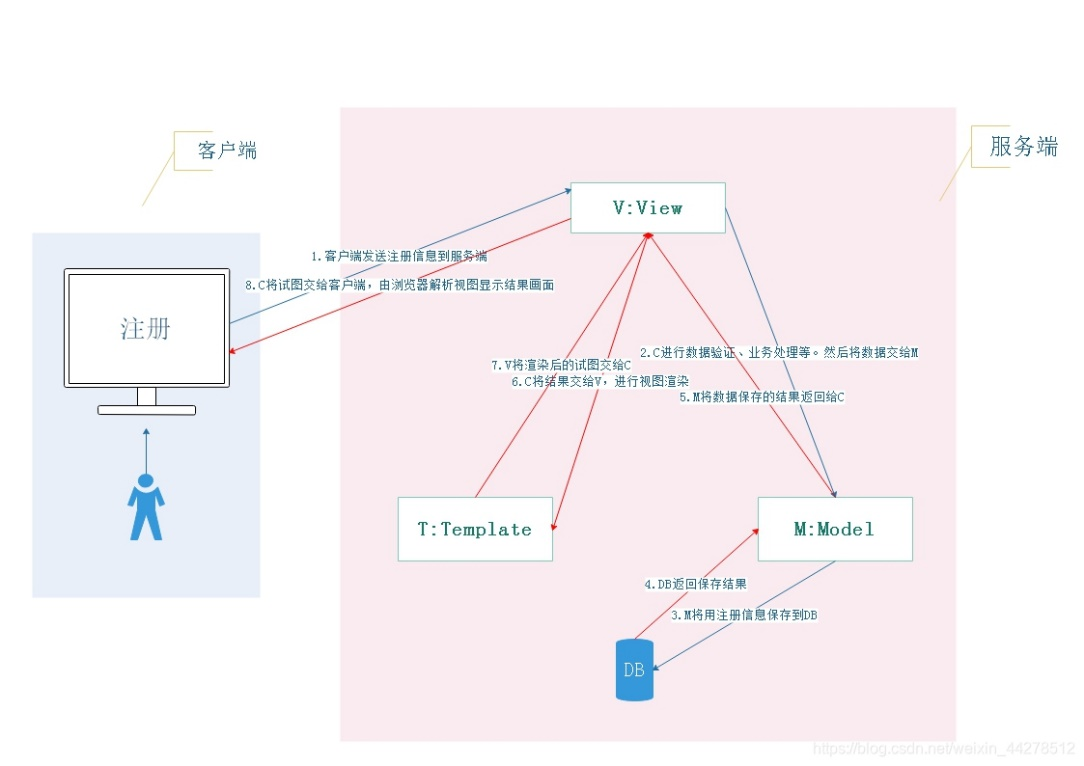 客户端
服务端
V:View
1.客户端发送注册信息到服务端
8.C将试图交给客户端，由浏览器解析视图显示结果画面
注册
2.C进行数据验证、业务处理等。然后将数据交给M
7.V将渲染后的试图交给C
6.C将结果交给V，进行视图渲染
5.M将数据保存的结果返回给C
T:Template
M:Model
4.DB返回保存结果
3.M将用注册信息保存到DB
DB
https://blog.csdn.net/weixin_44278512